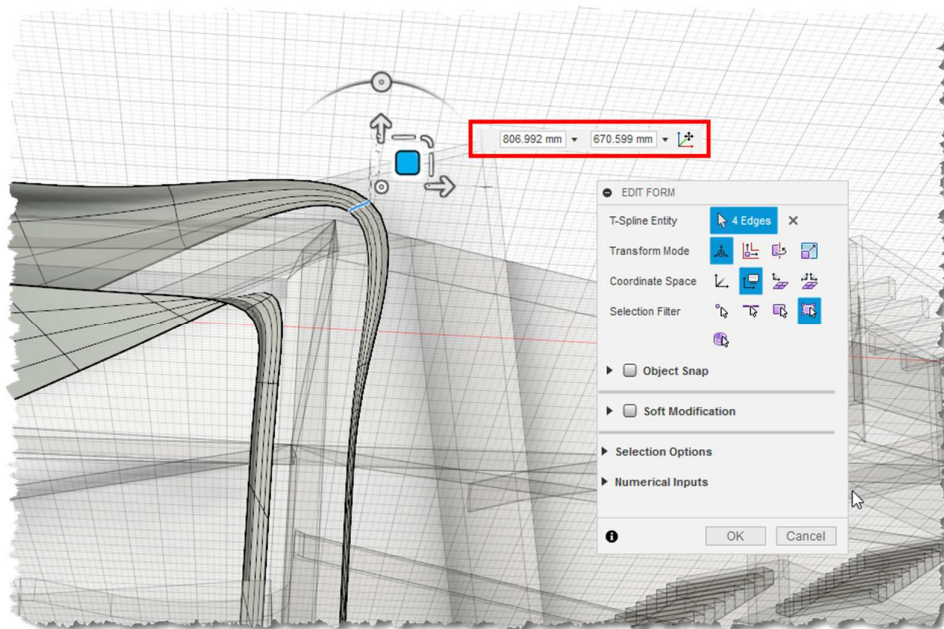 806.992 mm 670.599 mm
EDIT FORM
T-Spline Entity 4 Edges
Transform Mode
Coordinate Space
Selection Filter
Object Snap
Soft Modification
Selection Options
Numerical Inputs
OK Cancel